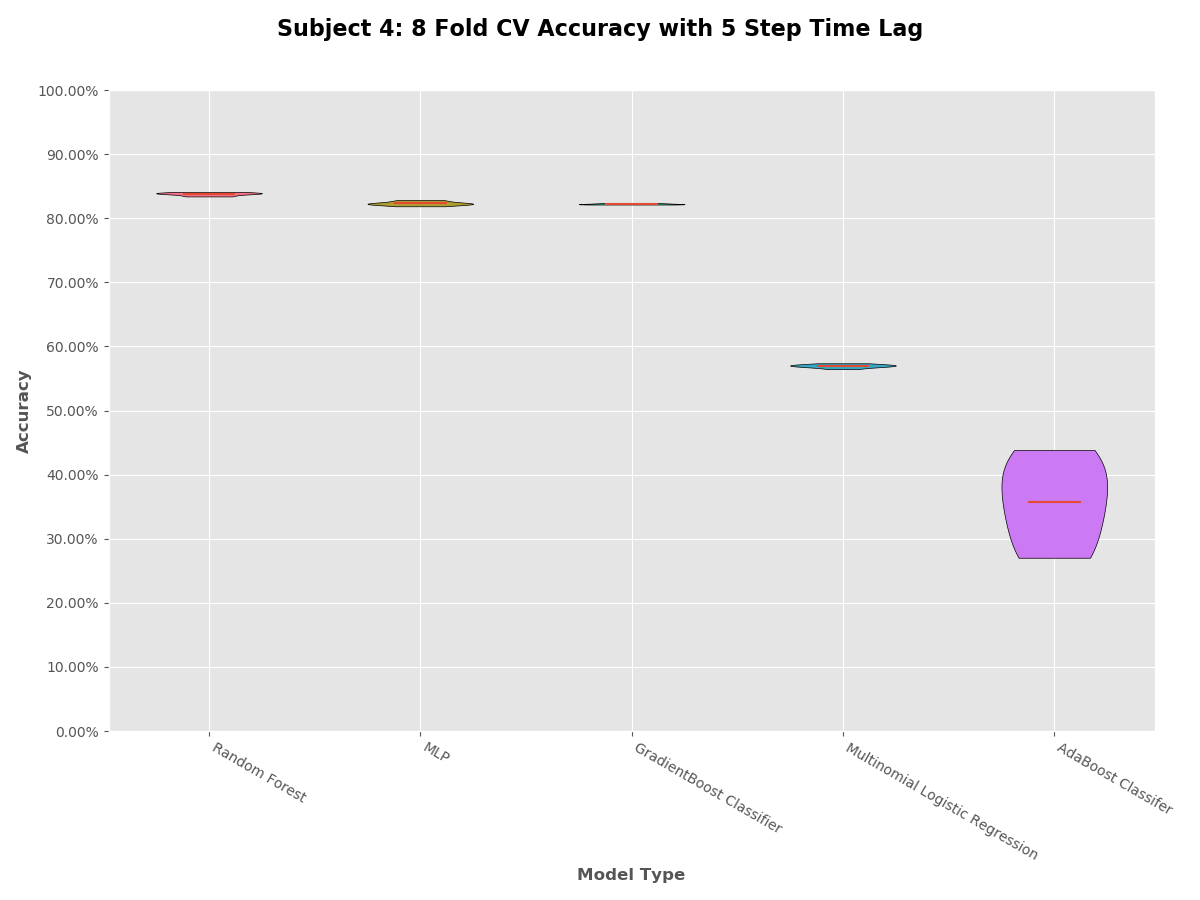 Subject 4: 8 Fold CV Accuracy with 5 Step Time Lag
100.00%
90.00%
80.00%
70.00%
60.00%
50.00%
40.00%
30.00%
20.00%
10.00%
0.00%
Accuracy
Random Forest
MLP
GradientBoost Classifier
Multinomial Logistic Regression
AdaBoost Classifer
Model Type